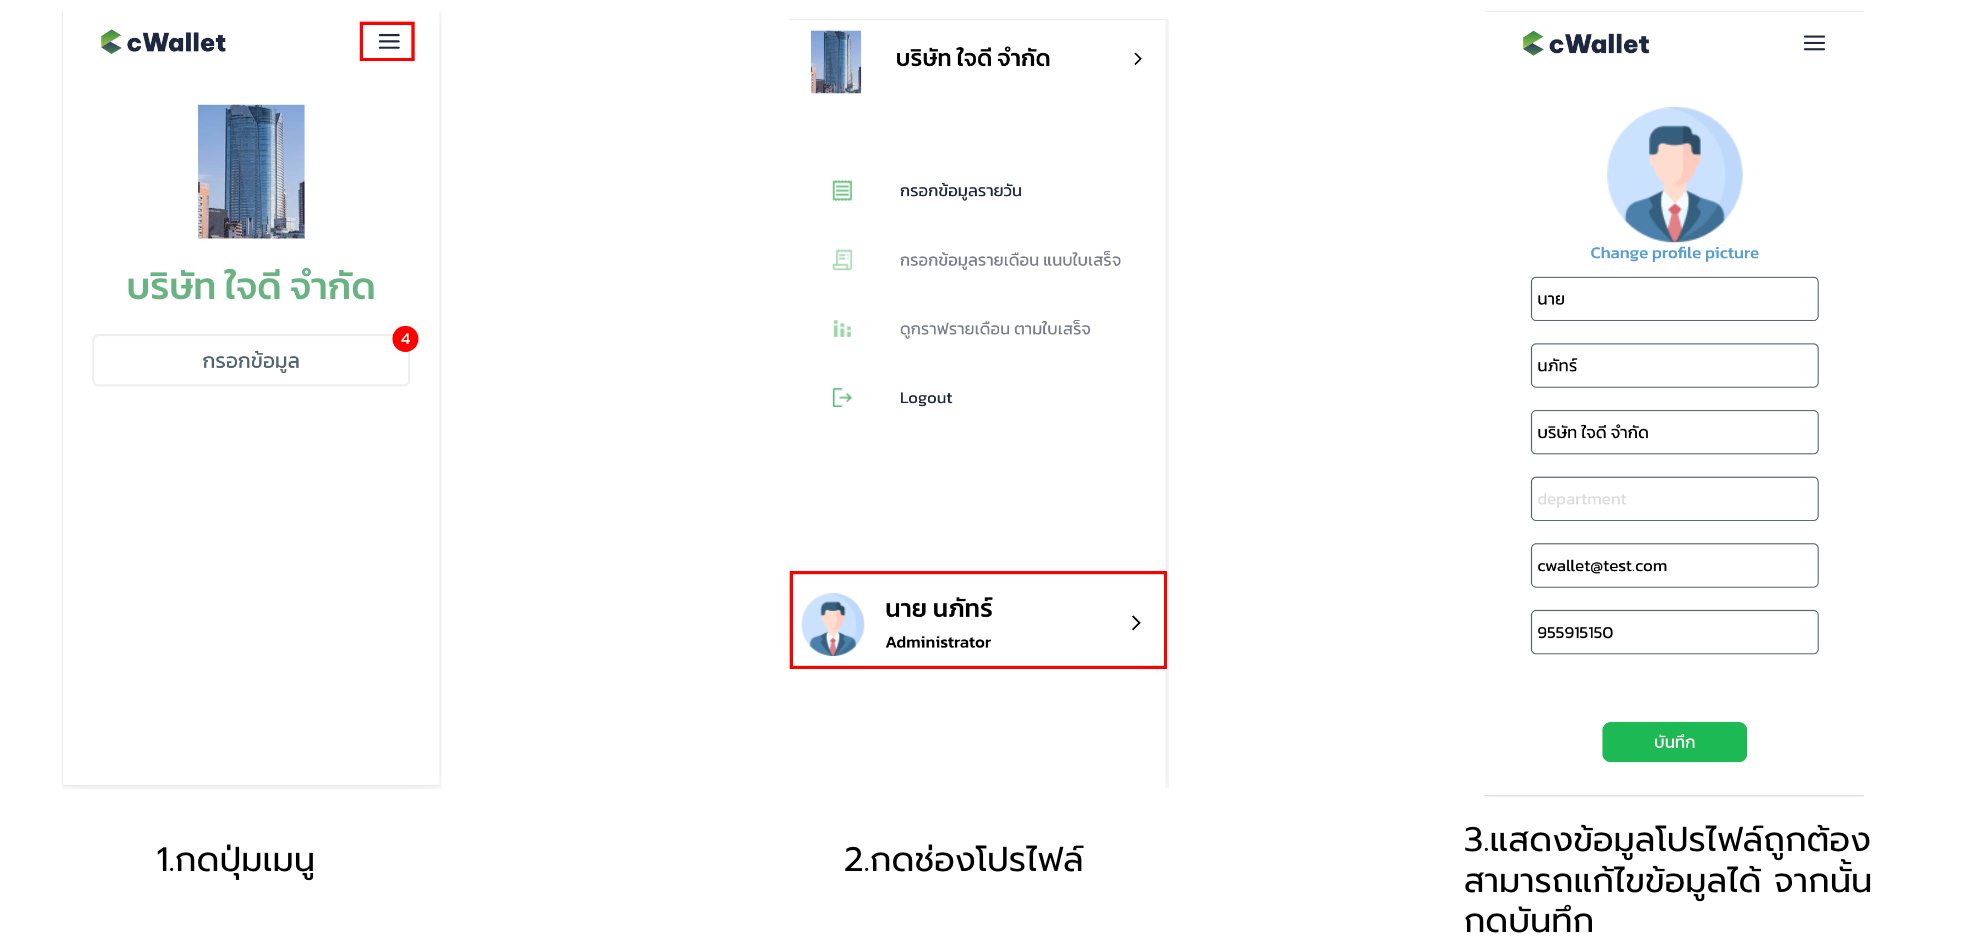 cWallet
บริษัท ใจดี จำกัด
4
กรอกข้อมูล
1.กดปุ่มเมนู
บริษัท ใจดี จำกัด
กรอกข้อมูลรายวัน
กรอกข้อมูลรายเดือน แนบใบเสร็จ
ดูกราฟรายเดือน ตามใบเสร็จ
Logout
นาย นภัทร์
Administrator
2.กดช่องโปรไฟล์
cWallet
Change profile picture
นาย
นภัทร์
บริษัท ใจดี จำกัด
department
cwallet@test.com
955915150
บันทึก
3.แสดงข้อมูลโปรไฟล์ถูกต้อง
สามารถแก้ไขข้อมูลได้ จากนั้น
กดบันทึก